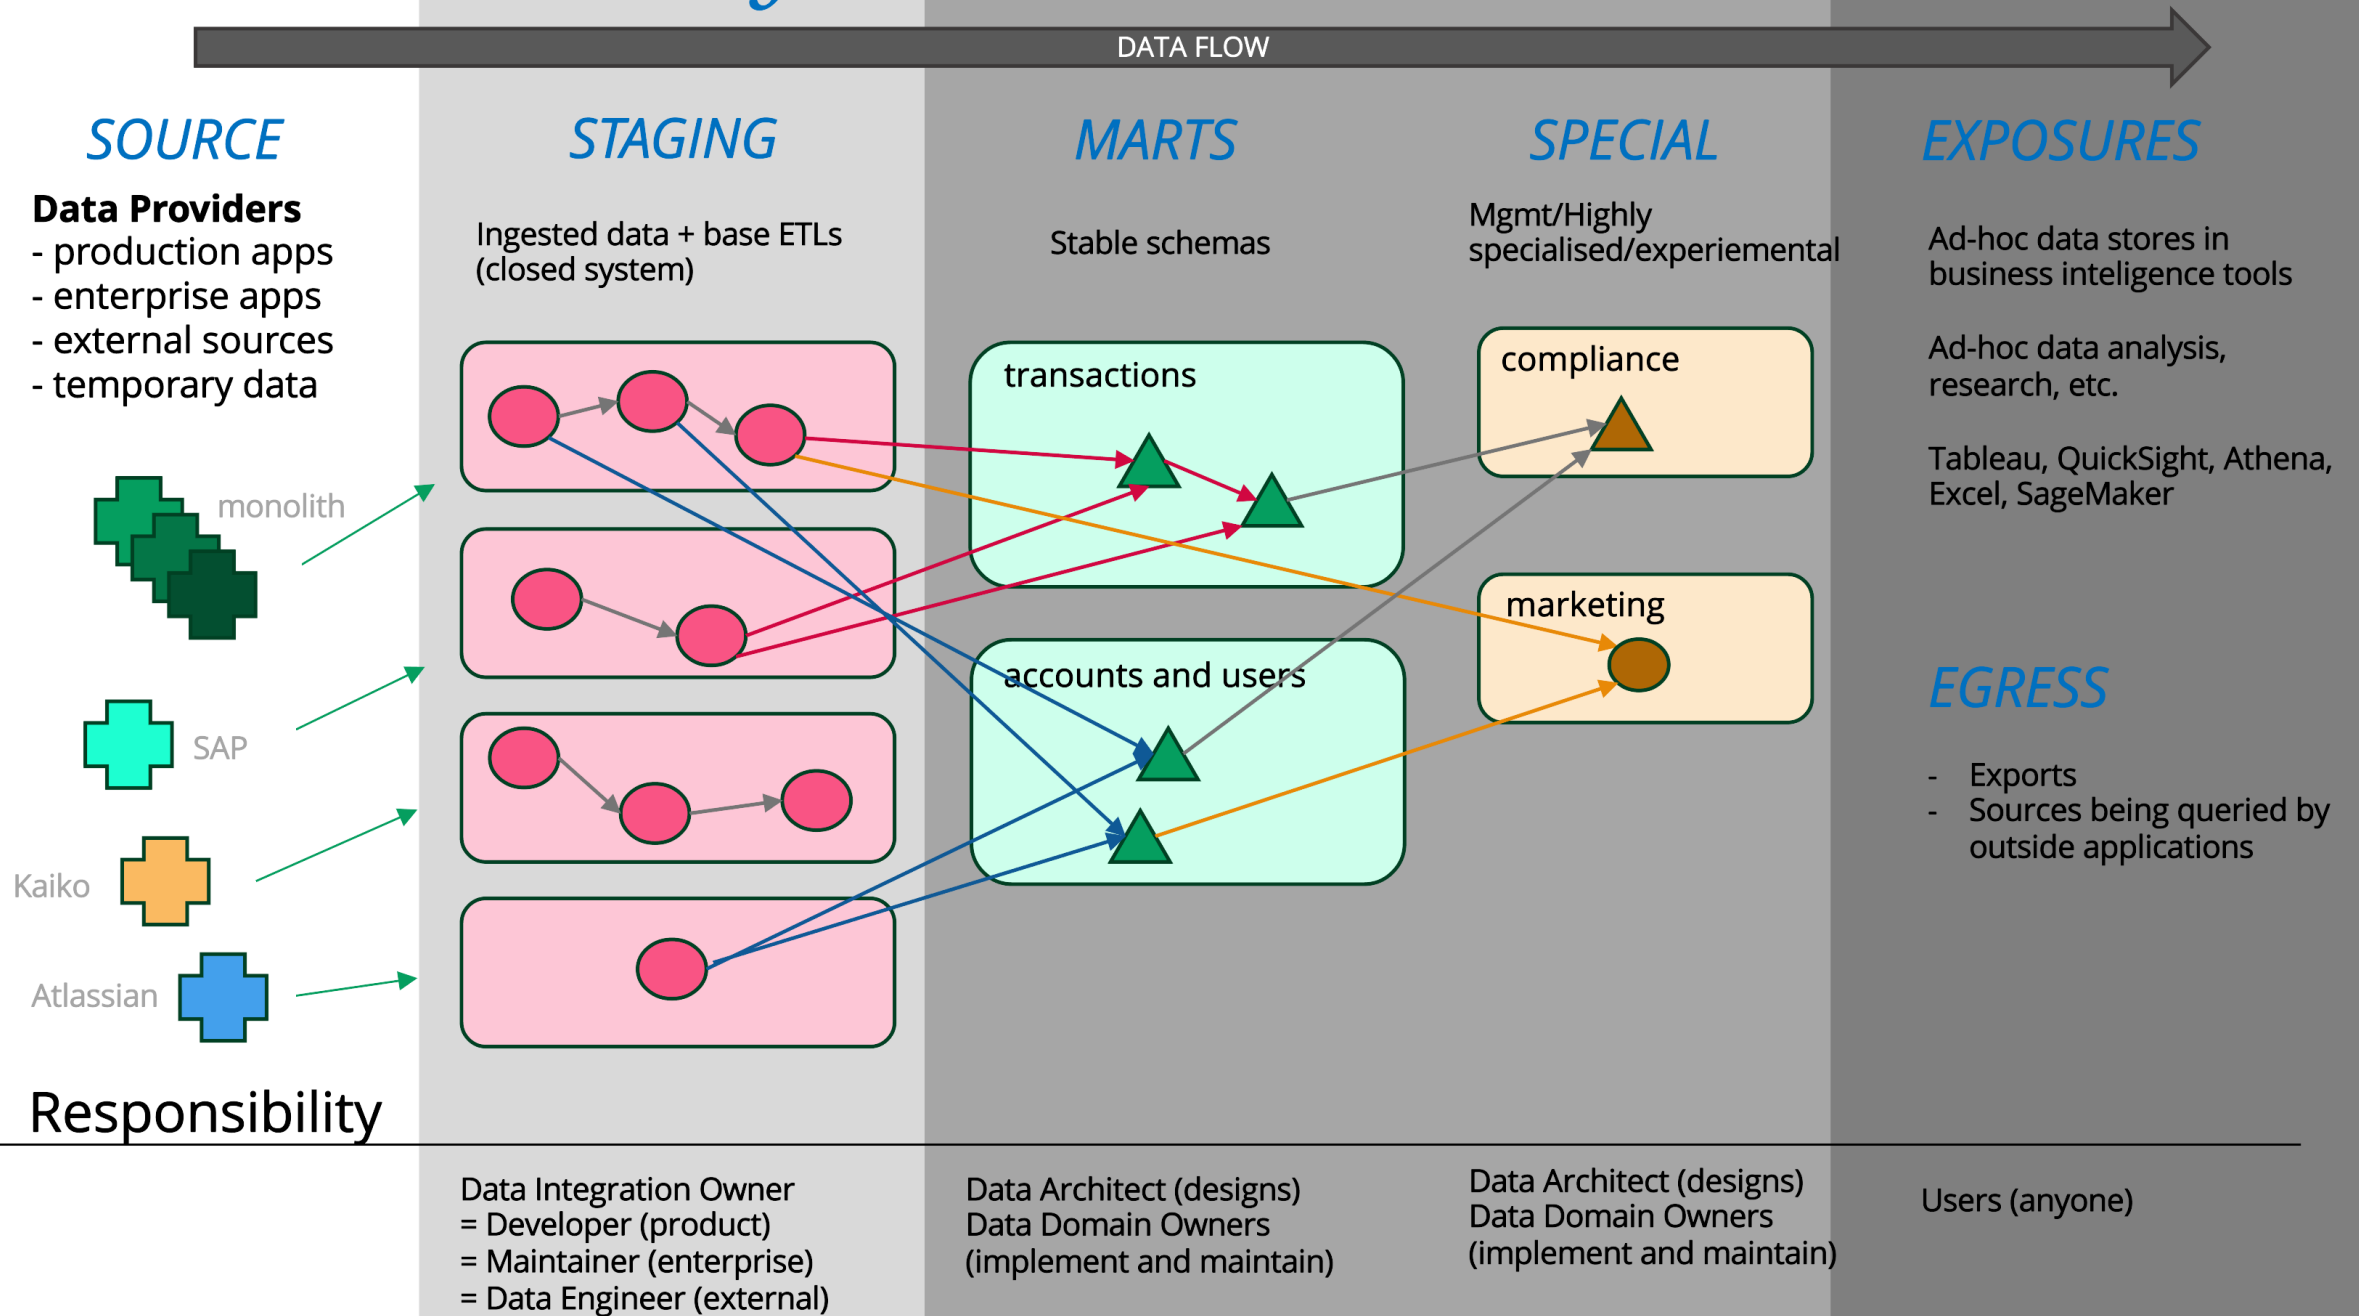 DATA FLOW
SOURCE
Data Providers
- production apps
- enterprise apps
- external sources
- temporary data
monolith
SAP
Kaiko
Atlassian
STAGING
Ingested data + base ETLs
(closed system)
MARTS
Stable schemas
transactions
accounts and users
SPECIAL
Mgmt/Highly
specialised/experiemental
compliance
marketing
EXPOSURES
Ad-hoc data stores in
business inteligence tools
Ad-hoc data analysis,
research, etc.
Tableau, QuickSight, Athena,
Excel, SageMaker
EGRESS
- Exports
- Sources being queried by
outside applications
Responsibility
Data Integration Owner
= Developer (product)
= Maintainer (enterprise)
= Data Engineer (external)
Data Architect (designs)
Data Domain Owners
(implement and maintain)
Data Architect (designs)
Data Domain Owners
(implement and maintain)
Users (anyone)